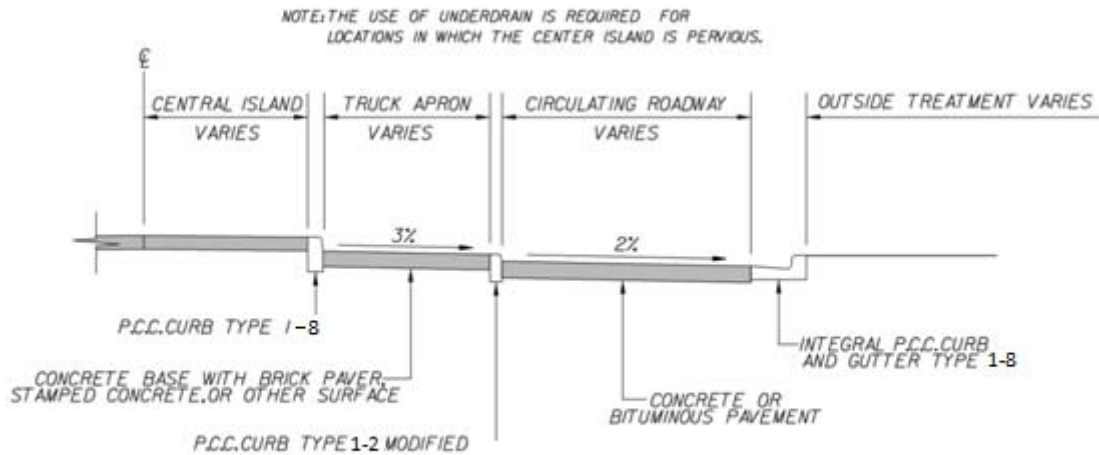 NOTE: THE USE OF UNDERDRAIN IS REQUIRED FOR
LOCATIONS IN WHICH THE CENTER ISLAND IS PERVIOUS.
℄
CENTRAL ISLAND
VARIES
TRUCK APRON
VARIES
CIRCULATING ROADWAY
VARIES
OUTSIDE TREATMENT VARIES
3%
2%
P.C.C. CURB TYPE 1-8
INTEGRAL P.C.C. CURB
AND GUTTER TYPE 1-8
CONCRETE BASE WITH BRICK PAVER,
STAMPED CONCRETE, OR OTHER SURFACE
CONCRETE OR
BITUMINOUS PAVEMENT
P.C.C. CURB TYPE 1-2 MODIFIED